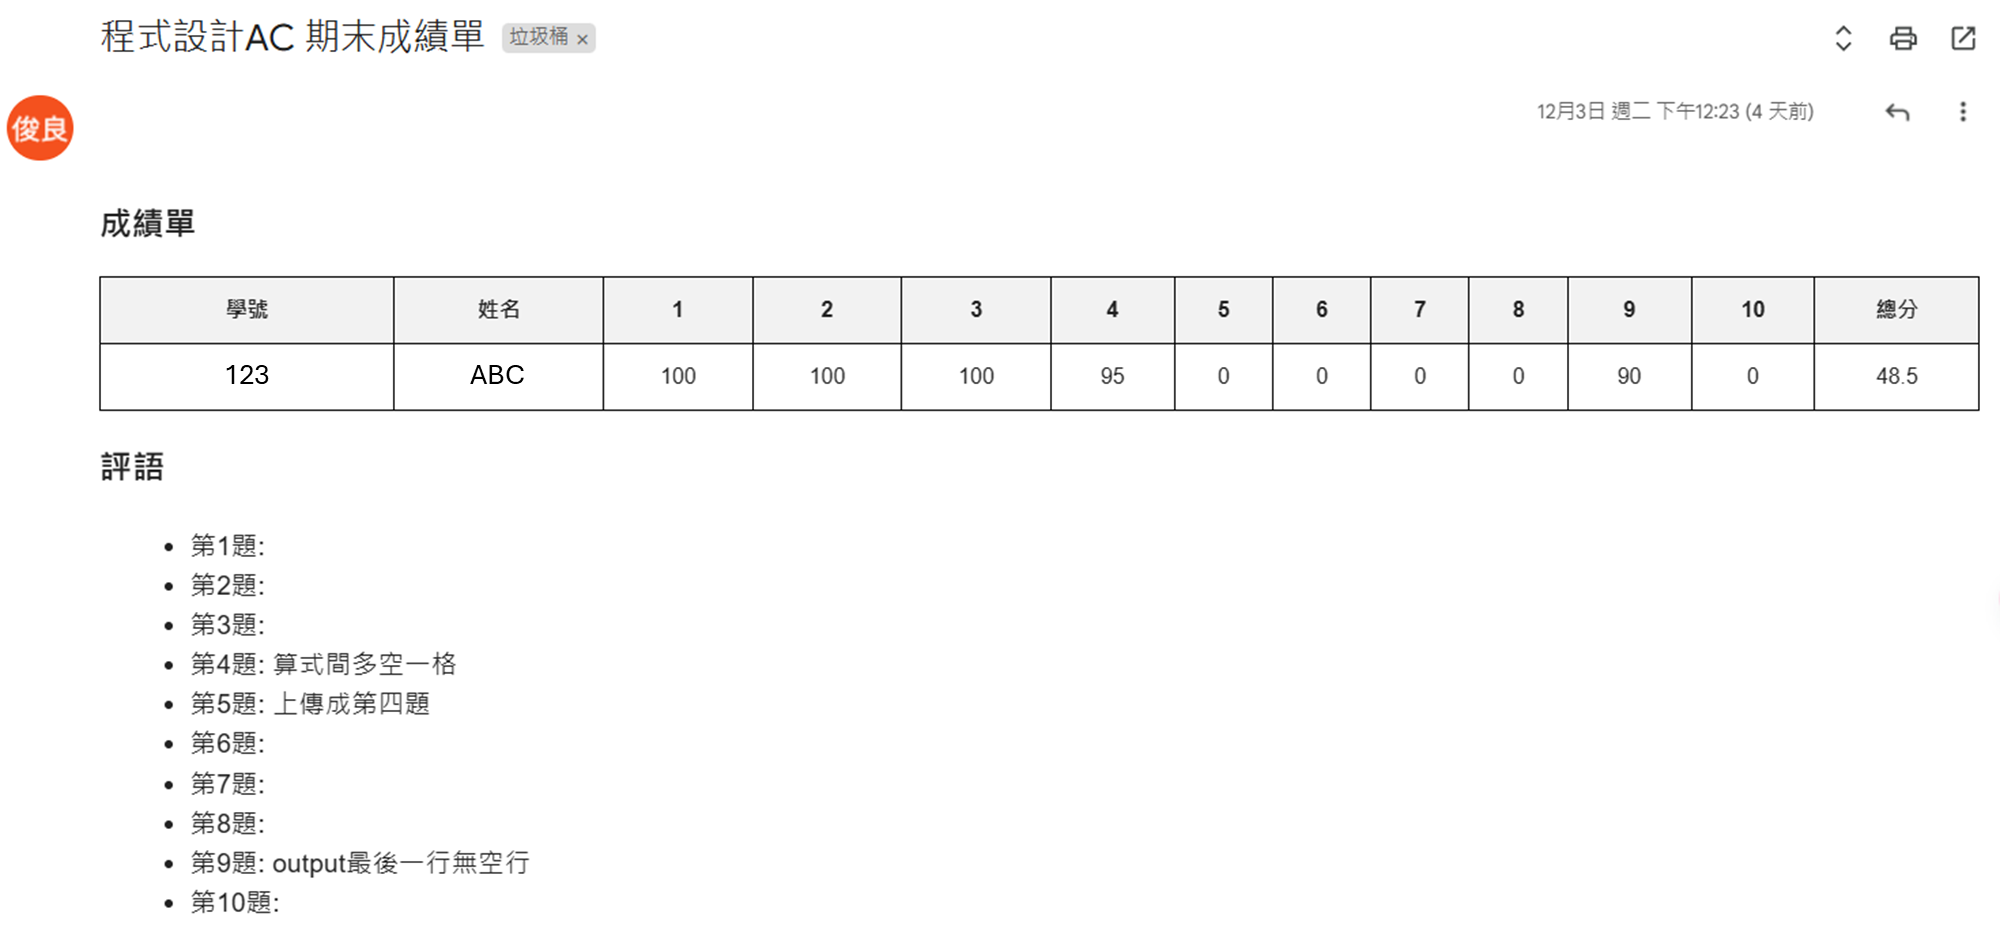 程式設計AC 期末成績單 垃圾桶 ×
12月3日 週二 下午12:23 (4 天前)
俊良
成績單
學號 姓名 1 2 3 4 5 6 7 8 9 10 總分
123 ABC 100 100 100 95 0 0 0 0 90 0 48.5
評語
• 第1題:
• 第2題:
• 第3題:
• 第4題: 算式間多空一格
• 第5題: 上傳成第四題
• 第6題:
• 第7題:
• 第8題:
• 第9題: output最後一行無空行
• 第10題: